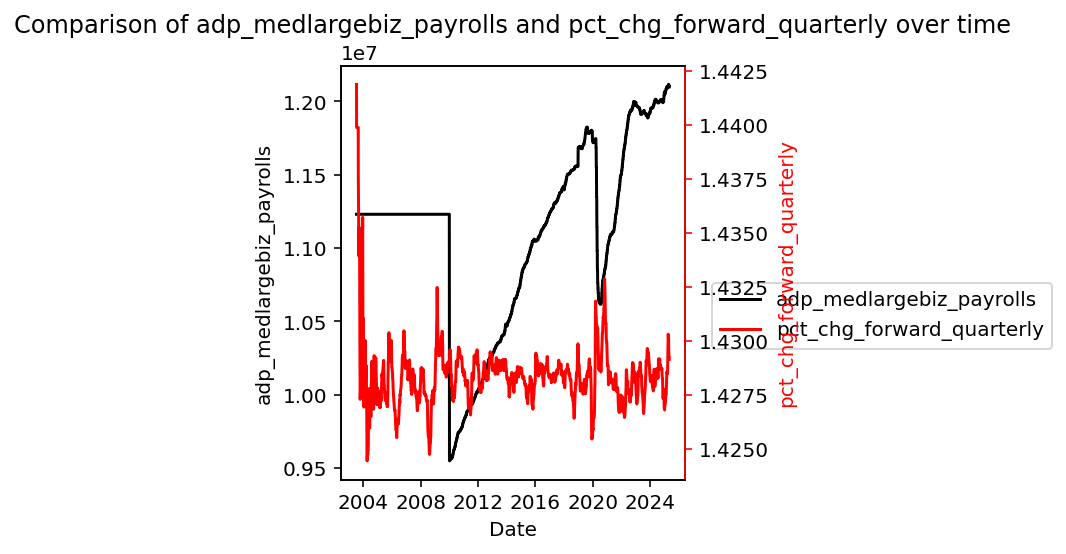 Comparison of adp_medlargebiz_payrolls and pct_chg_forward_quarterly over time
1e7
1.20
1.15
1.10
1.05
1.00
0.95
adp_medlargebiz_payrolls
2004 2008 2012 2016 2020 2024
Date
1.4425
1.4400
1.4375
1.4350
1.4325
1.4300
1.4275
1.4250
pct_chg_forward_quarterly
adp_medlargebiz_payrolls
pct_chg_forward_quarterly